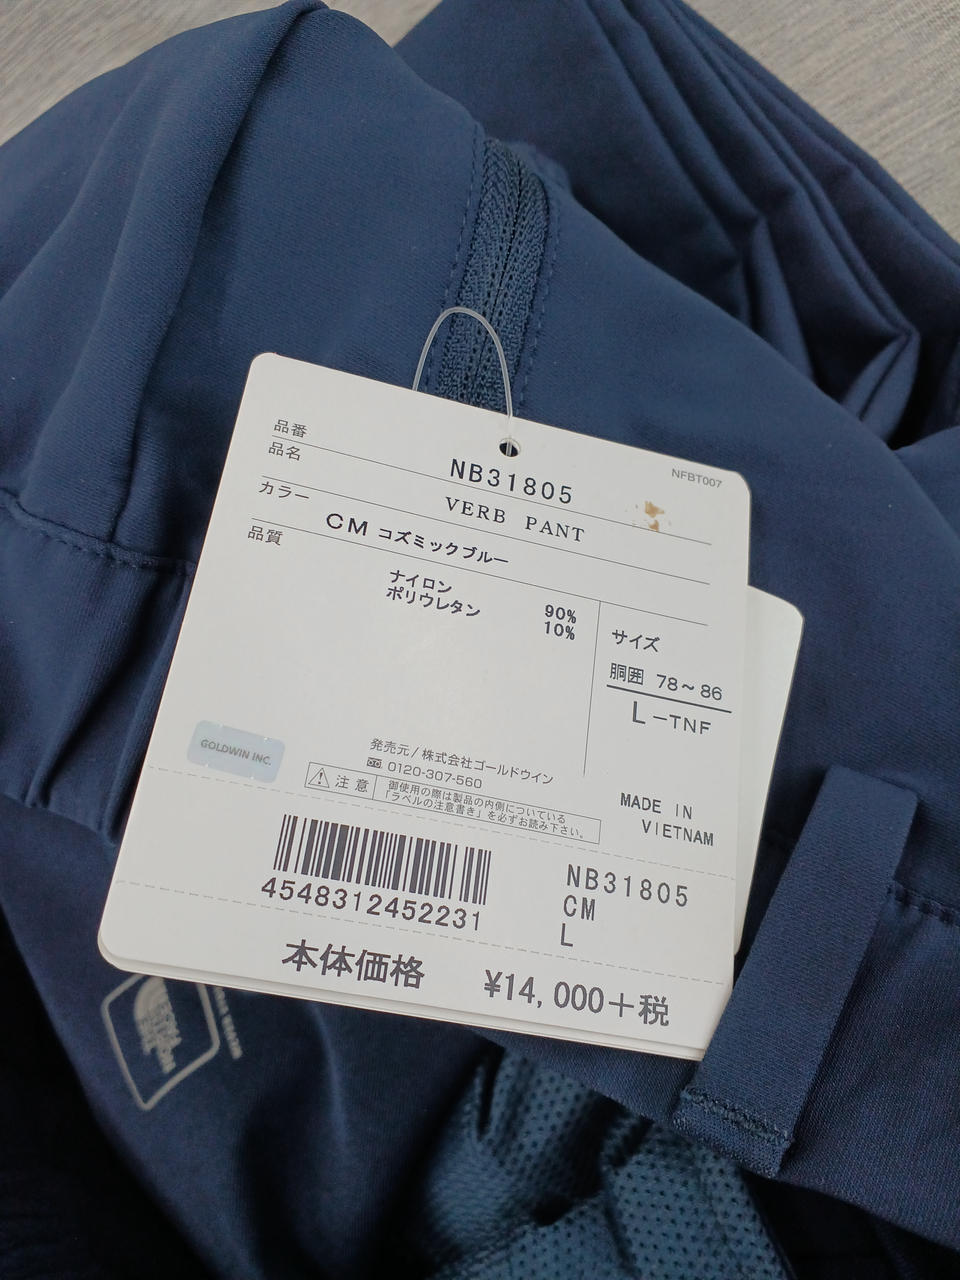 品番
NB31805
NFBT007
品名
VERB PANT
カラー
CM コズミックブルー
品質
ナイロン 90%
ポリウレタン 10%
サイズ
胴囲 78~86
L-TNF
GOLDWIN INC.
発売元/株式会社ゴールドウイン
0120-307-560
注意
御使用の際は製品の内側についている
「ラベルの注意書き」を必ずお読み下さい。
MADE IN
VIETNAM
4548312452231
NB31805
CM
L
本体価格 ¥14,000+税